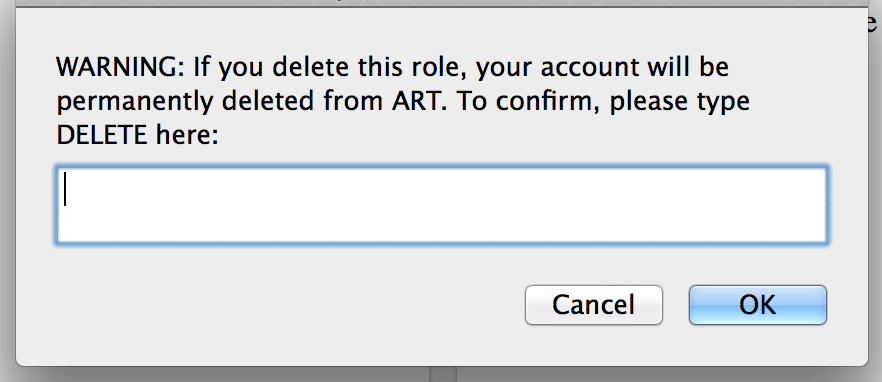 WARNING: If you delete this role, your account will be
permanently deleted from ART. To confirm, please type
DELETE here:
Cancel
OK